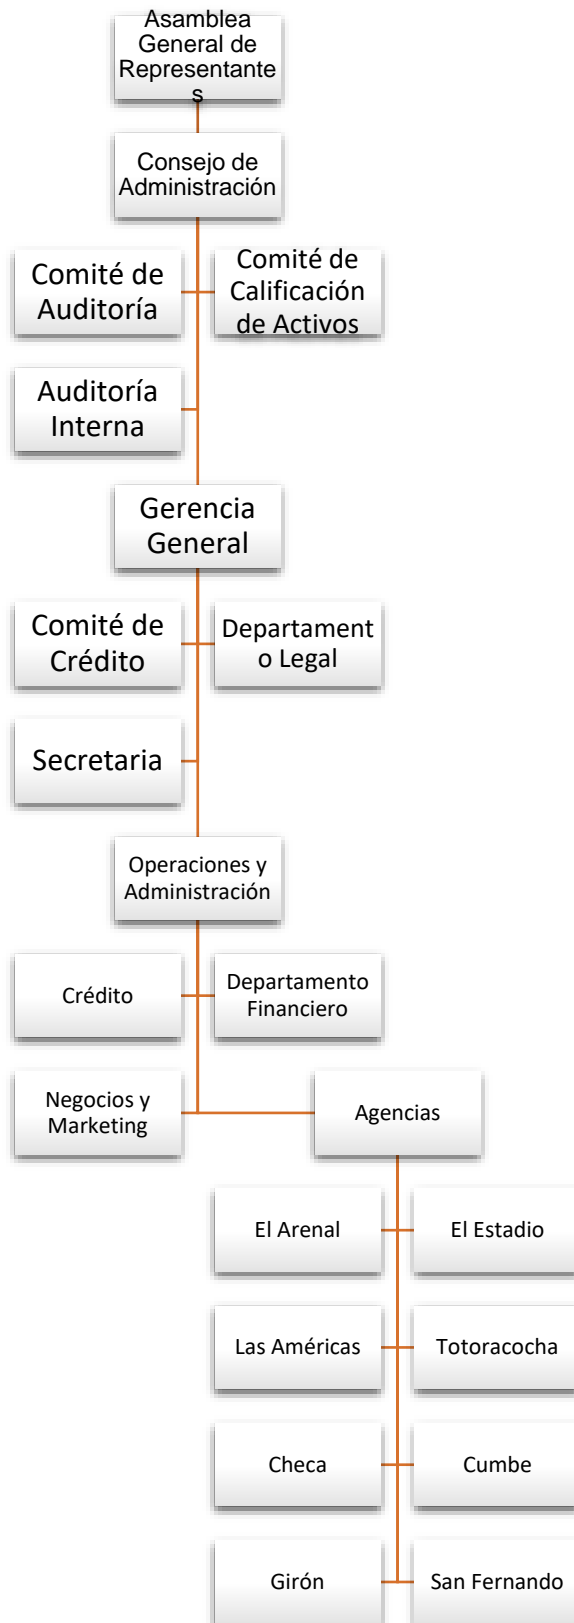 Asamblea
General de
Representante
s
Consejo de
Administración
Comité de
Auditoría
Comité de
Calificación
de Activos
Auditoría
Interna
Gerencia
General
Comité de
Crédito
Departament
o Legal
Secretaria
Operaciones y
Administración
Crédito
Departamento
Financiero
Negocios y
Marketing
Agencias
El Arenal
El Estadio
Las Américas
Totoracocha
Checa
Cumbe
Girón
San Fernando